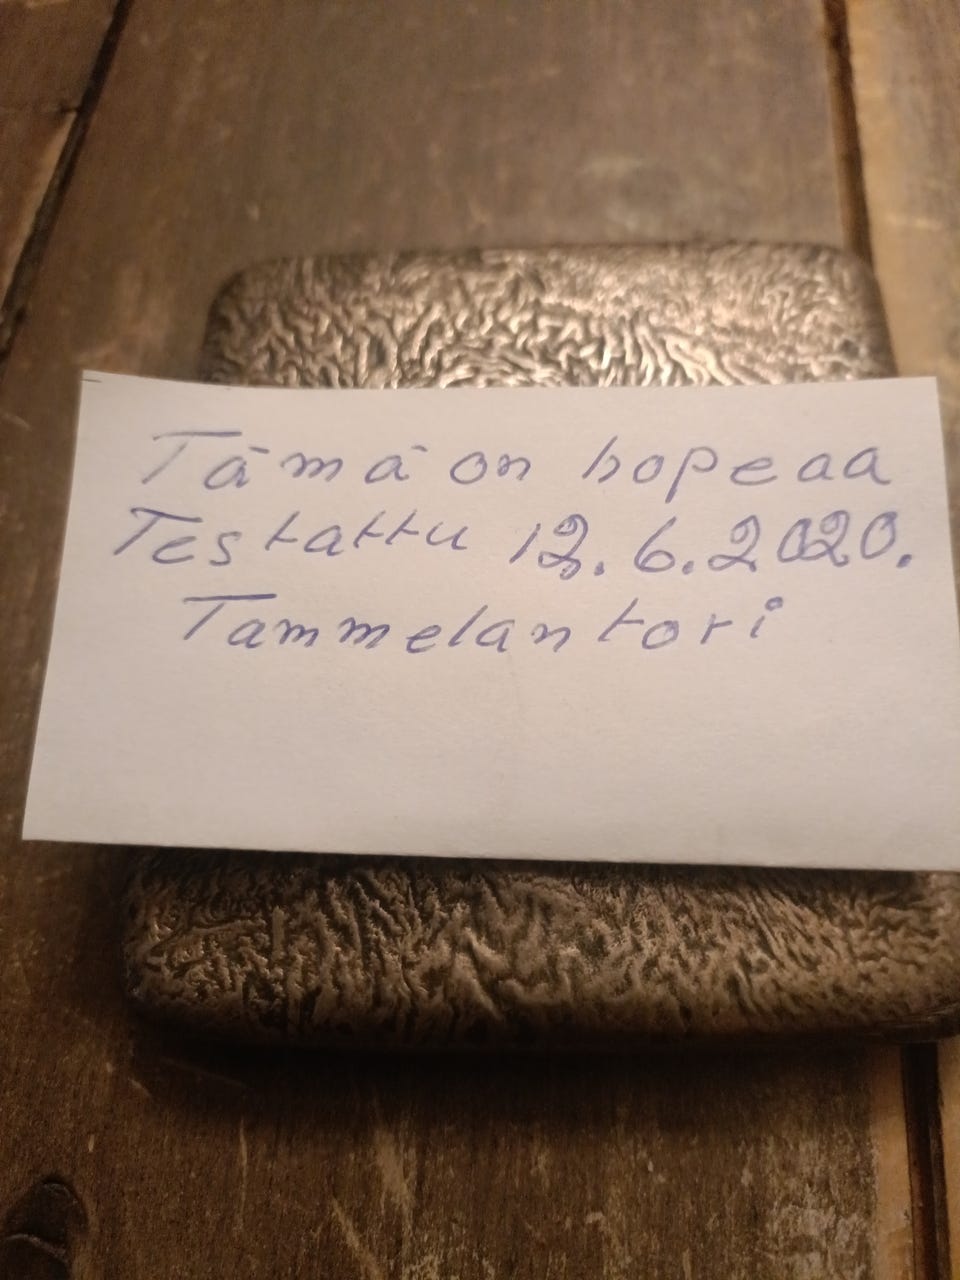 Tämä on hopeaa
Testattu 12.6.2020.
Tammelantori